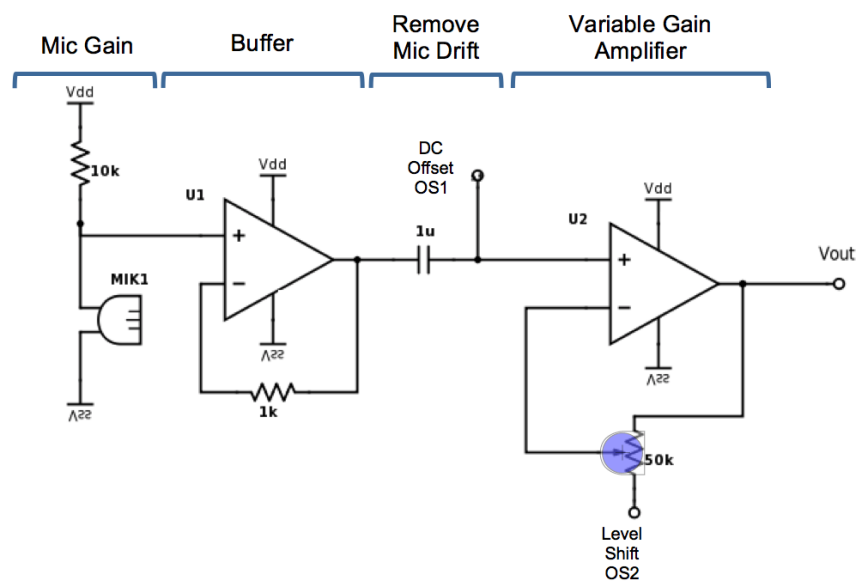 Mic Gain
Buffer
Remove
Mic Drift
Variable Gain
Amplifier
Vdd
10k
MIK1
Vss
U1
Vdd
+
−
Vss
1k
1u
DC
Offset
OS1
U2
Vdd
+
−
Vss
Vout
50k
Level
Shift
OS2